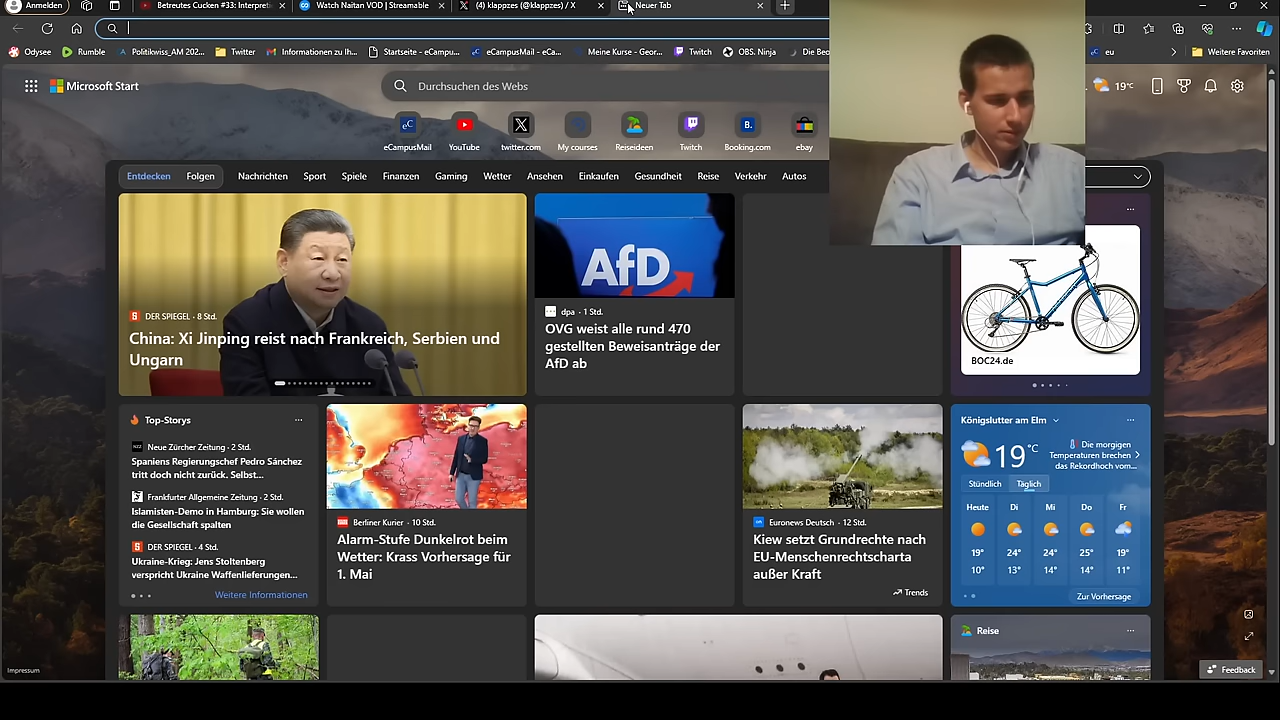 Anmelden
Betreutes Cucken #33: Interpreti
Watch Naitan VOD | Streamable
(4) klappzes (@klappzes) / X
Neuer Tab
Odysee
Rumble
Politikwiss_AM 202...
Twitter
Informationen zu Ih...
Startseite - eCampu...
eCampusMail - eCa...
Meine Kurse - Geor...
Twitch
OBS. Ninja
Die Beo
eu
Weitere Favoriten
Microsoft Start
Durchsuchen des Webs
19°C
eC
eCampusMail
YouTube
X
twitter.com
My courses
Reiseideen
Twitch
B.
Booking.com
ebay
Entdecken
Folgen
Nachrichten
Sport
Spiele
Finanzen
Gaming
Wetter
Ansehen
Einkaufen
Gesundheit
Reise
Verkehr
Autos
DER SPIEGEL · 8 Std.
China: Xi Jinping reist nach Frankreich, Serbien und
Ungarn
AfD
dpa · 1 Std.
OVG weist alle rund 470
gestellten Beweisanträge der
AfD ab
BOC24.de
Top-Storys
Neue Zürcher Zeitung · 2 Std.
Spaniens Regierungschef Pedro Sánchez
tritt doch nicht zurück. Selbst...
Frankfurter Allgemeine Zeitung · 2 Std.
Islamisten-Demo in Hamburg: Sie wollen
die Gesellschaft spalten
DER SPIEGEL · 4 Std.
Ukraine-Krieg: Jens Stoltenberg
verspricht Ukraine Waffenlieferungen...
Weitere Informationen
Berliner Kurier · 10 Std.
Alarm-Stufe Dunkelrot beim
Wetter: Krass Vorhersage für
1. Mai
Euronews Deutsch · 12 Std.
Kiew setzt Grundrechte nach
EU-Menschenrechtscharta
außer Kraft
Trends
Königslutter am Elm
19°C
Die morgigen
Temperaturen brechen
das Rekordhoch vom...
Stündlich
Täglich
Heute Di Mi Do Fr
19° 24° 24° 25° 19°
10° 13° 14° 14° 11°
Zur Vorhersage
Reise
Impressum
Feedback